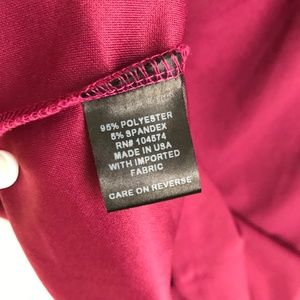 95% POLYESTER
5% SPANDEX
RN# 104574
MADE IN USA
WITH IMPORTED
FABRIC
CARE ON REVERSE